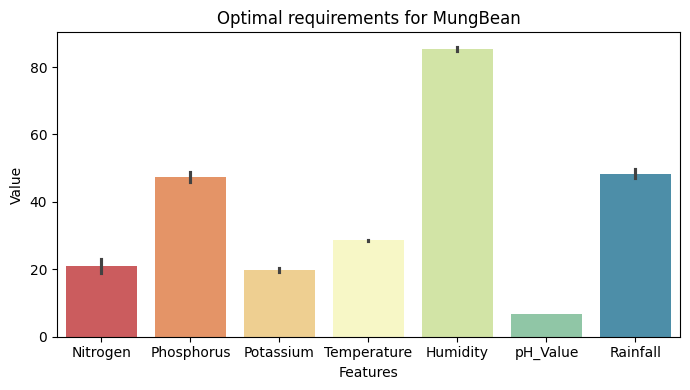 Optimal requirements for MungBean
Value
80
60
40
20
0
Nitrogen Phosphorus Potassium Temperature Humidity pH_Value Rainfall
Features